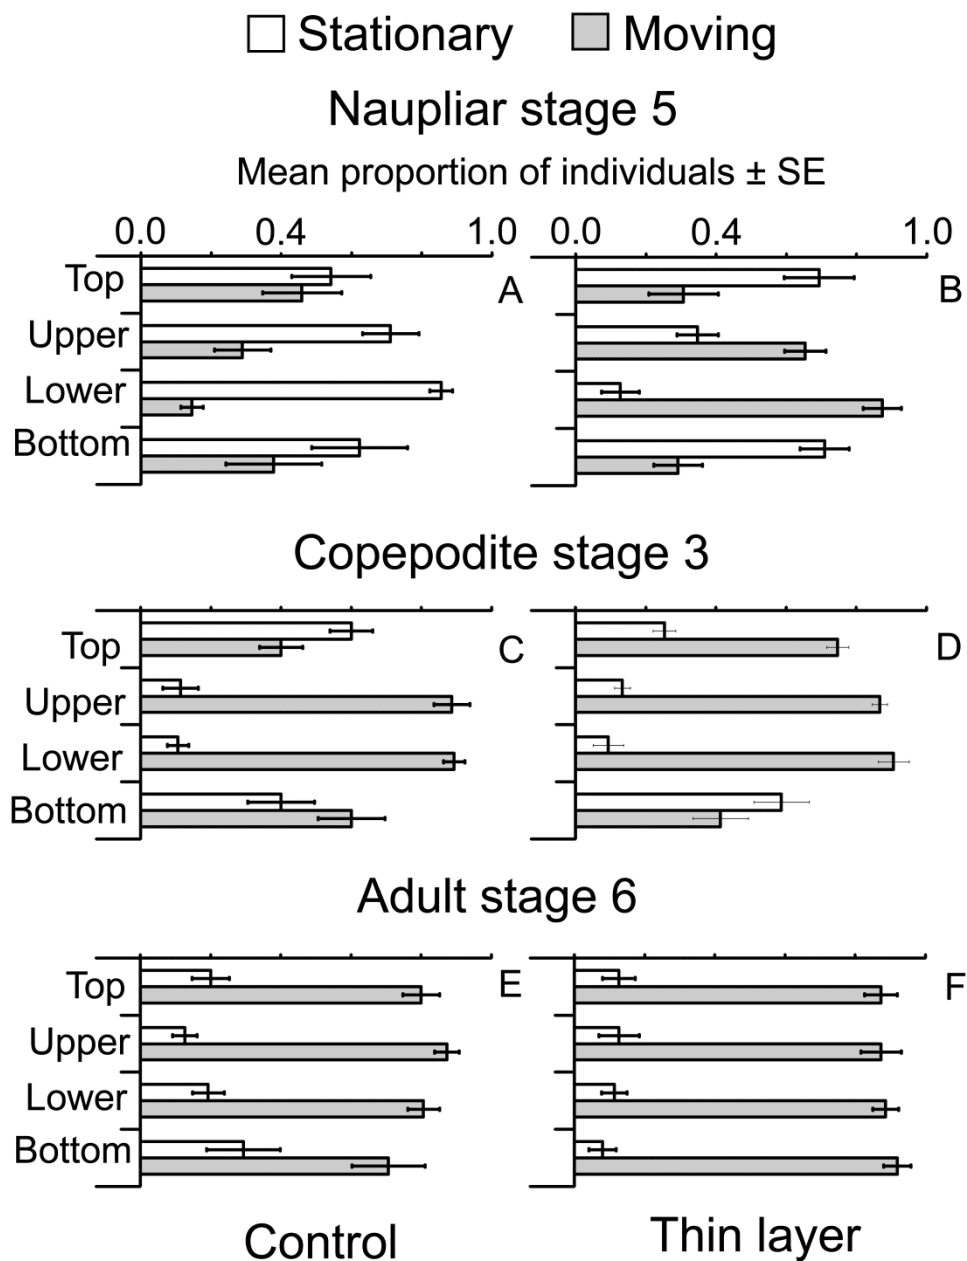 Stationary Moving
Naupliar stage 5
Mean proportion of individuals ± SE
0.0 0.4 1.0 0.0 0.4 1.0
Top A B
Upper
Lower
Bottom
Copepodite stage 3
Top C D
Upper
Lower
Bottom
Adult stage 6
Top E F
Upper
Lower
Bottom
Control Thin layer